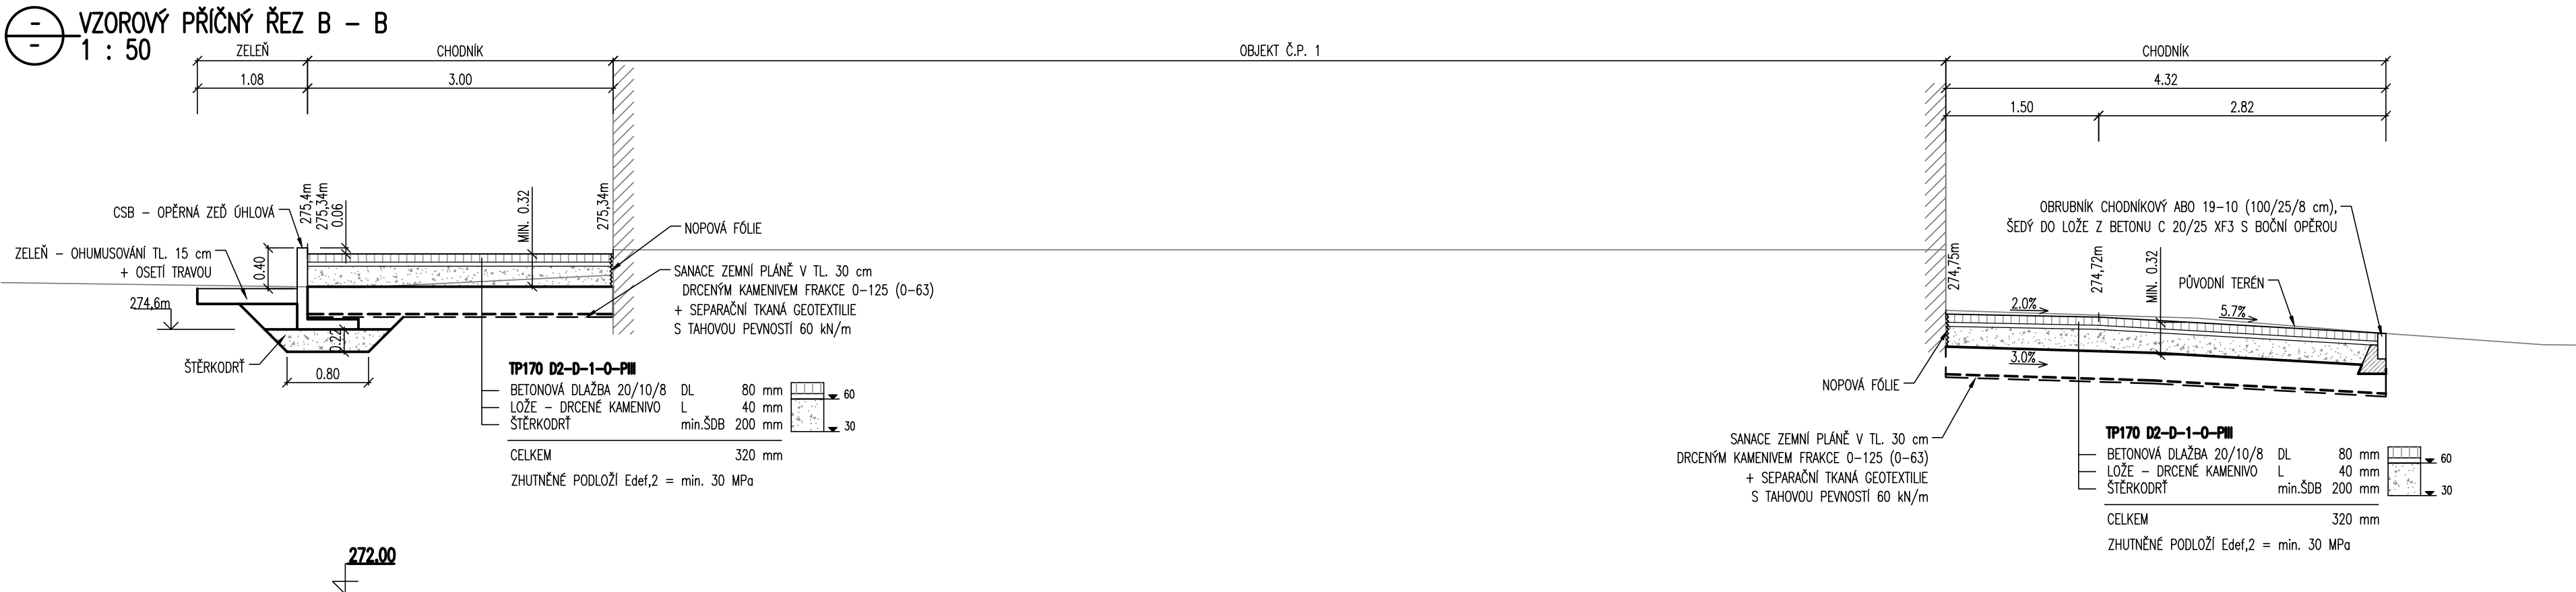 -
-
VZOROVÝ PŘÍČNÝ ŘEZ B - B
1 : 50
ZELEŇ
CHODNÍK
OBJEKT Č.P. 1
CHODNÍK
1.08
3.00
4.32
1.50
2.82
275,4m
275,34m
0.06
MIN. 0.32
275,34m
CSB - OPĚRNÁ ZEĎ ÚHLOVÁ
NOPOVÁ FÓLIE
ZELEŇ - OHUMUSOVÁNÍ TL. 15 cm
+ OSETÍ TRAVOU
0.40
274,6m
SANACE ZEMNÍ PLÁNĚ V TL. 30 cm
DRCENÝM KAMENIVEM FRAKCE 0-125 (0-63)
+ SEPARAČNÍ TKANÁ GEOTEXTILIE
S TAHOVOU PEVNOSTÍ 60 kN/m
ŠTĚRKODRŤ
0.22
0.80
TP170 D2-D-1-O-PIII
BETONOVÁ DLAŽBA 20/10/8 DL 80 mm
LOŽE - DRCENÉ KAMENIVO L 40 mm
ŠTĚRKODRŤ min.ŠDB 200 mm
60
30
CELKEM 320 mm
ZHUTNĚNÉ PODLOŽÍ Edef,2 = min. 30 MPa
272.00
OBRUBNÍK CHODNÍKOVÝ ABO 19-10 (100/25/8 cm),
ŠEDÝ DO LOŽE Z BETONU C 20/25 XF3 S BOČNÍ OPĚROU
274,75m
274,72m
MIN. 0.32
PŮVODNÍ TERÉN
2.0%
5.7%
3.0%
NOPOVÁ FÓLIE
SANACE ZEMNÍ PLÁNĚ V TL. 30 cm
DRCENÝM KAMENIVEM FRAKCE 0-125 (0-63)
+ SEPARAČNÍ TKANÁ GEOTEXTILIE
S TAHOVOU PEVNOSTÍ 60 kN/m
TP170 D2-D-1-O-PIII
BETONOVÁ DLAŽBA 20/10/8 DL 80 mm
LOŽE - DRCENÉ KAMENIVO L 40 mm
ŠTĚRKODRŤ min.ŠDB 200 mm
60
30
CELKEM 320 mm
ZHUTNĚNÉ PODLOŽÍ Edef,2 = min. 30 MPa